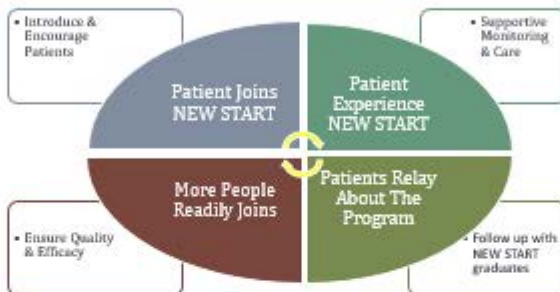 • Introduce &
Encourage
Patients
• Supportive
Monitoring
& Care
Patient Joins
NEW START
Patient
Experience
NEW START
More People
Readily Joins
Patients Relay
About The
Program
• Ensure Quality
& Efficacy
• Follow up with
NEW START
graduates